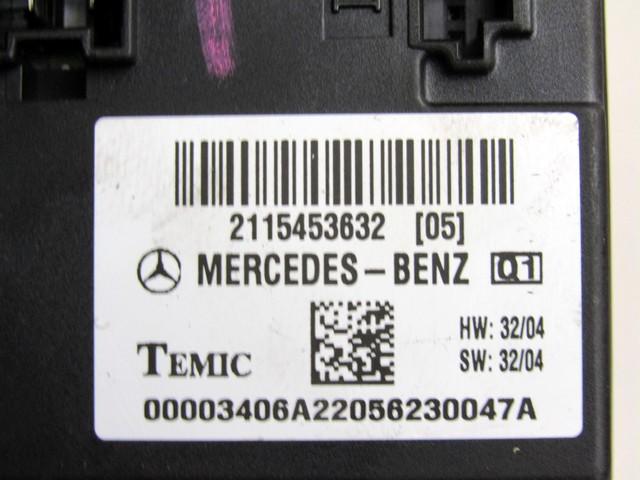 2115453632 [05]
MERCEDES-BENZ Q1
TEMIC
HW: 32/04
SW: 32/04
00003406A22056230047A